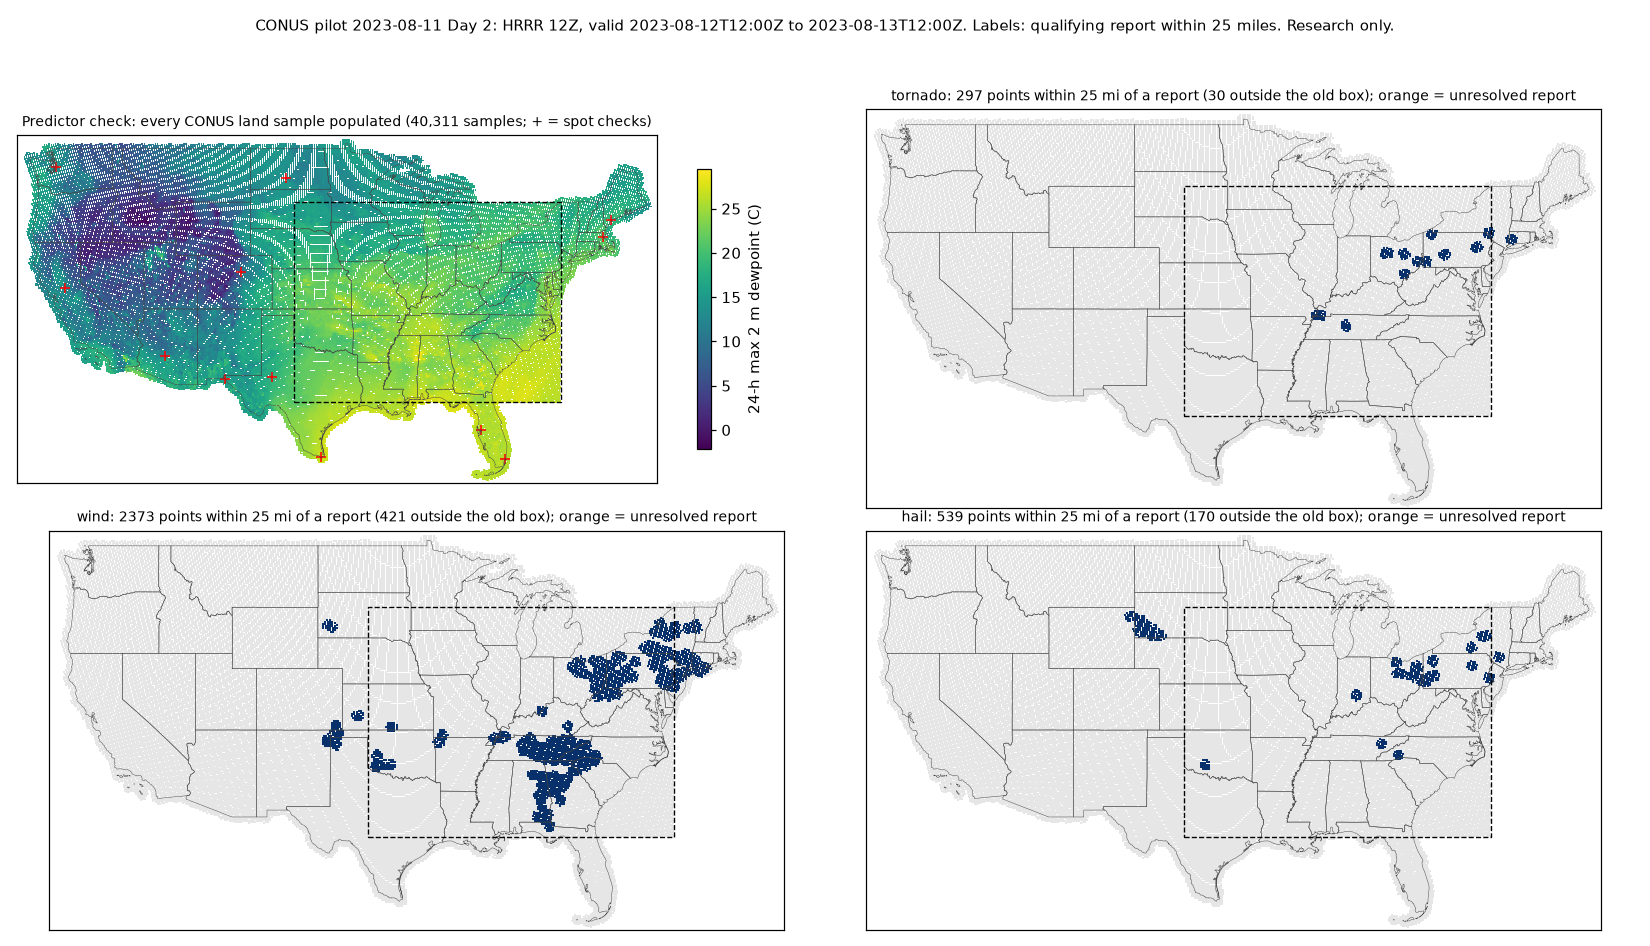 CONUS pilot 2023-08-11 Day 2: HRRR 12Z, valid 2023-08-12T12:00Z to 2023-08-13T12:00Z. Labels: qualifying report within 25 miles. Research only.
Predictor check: every CONUS land sample populated (40,311 samples; + = spot checks)
25
20
15
10
5
0
24-h max 2 m dewpoint (C)
tornado: 297 points within 25 mi of a report (30 outside the old box); orange = unresolved report
wind: 2373 points within 25 mi of a report (421 outside the old box); orange = unresolved report
hail: 539 points within 25 mi of a report (170 outside the old box); orange = unresolved report